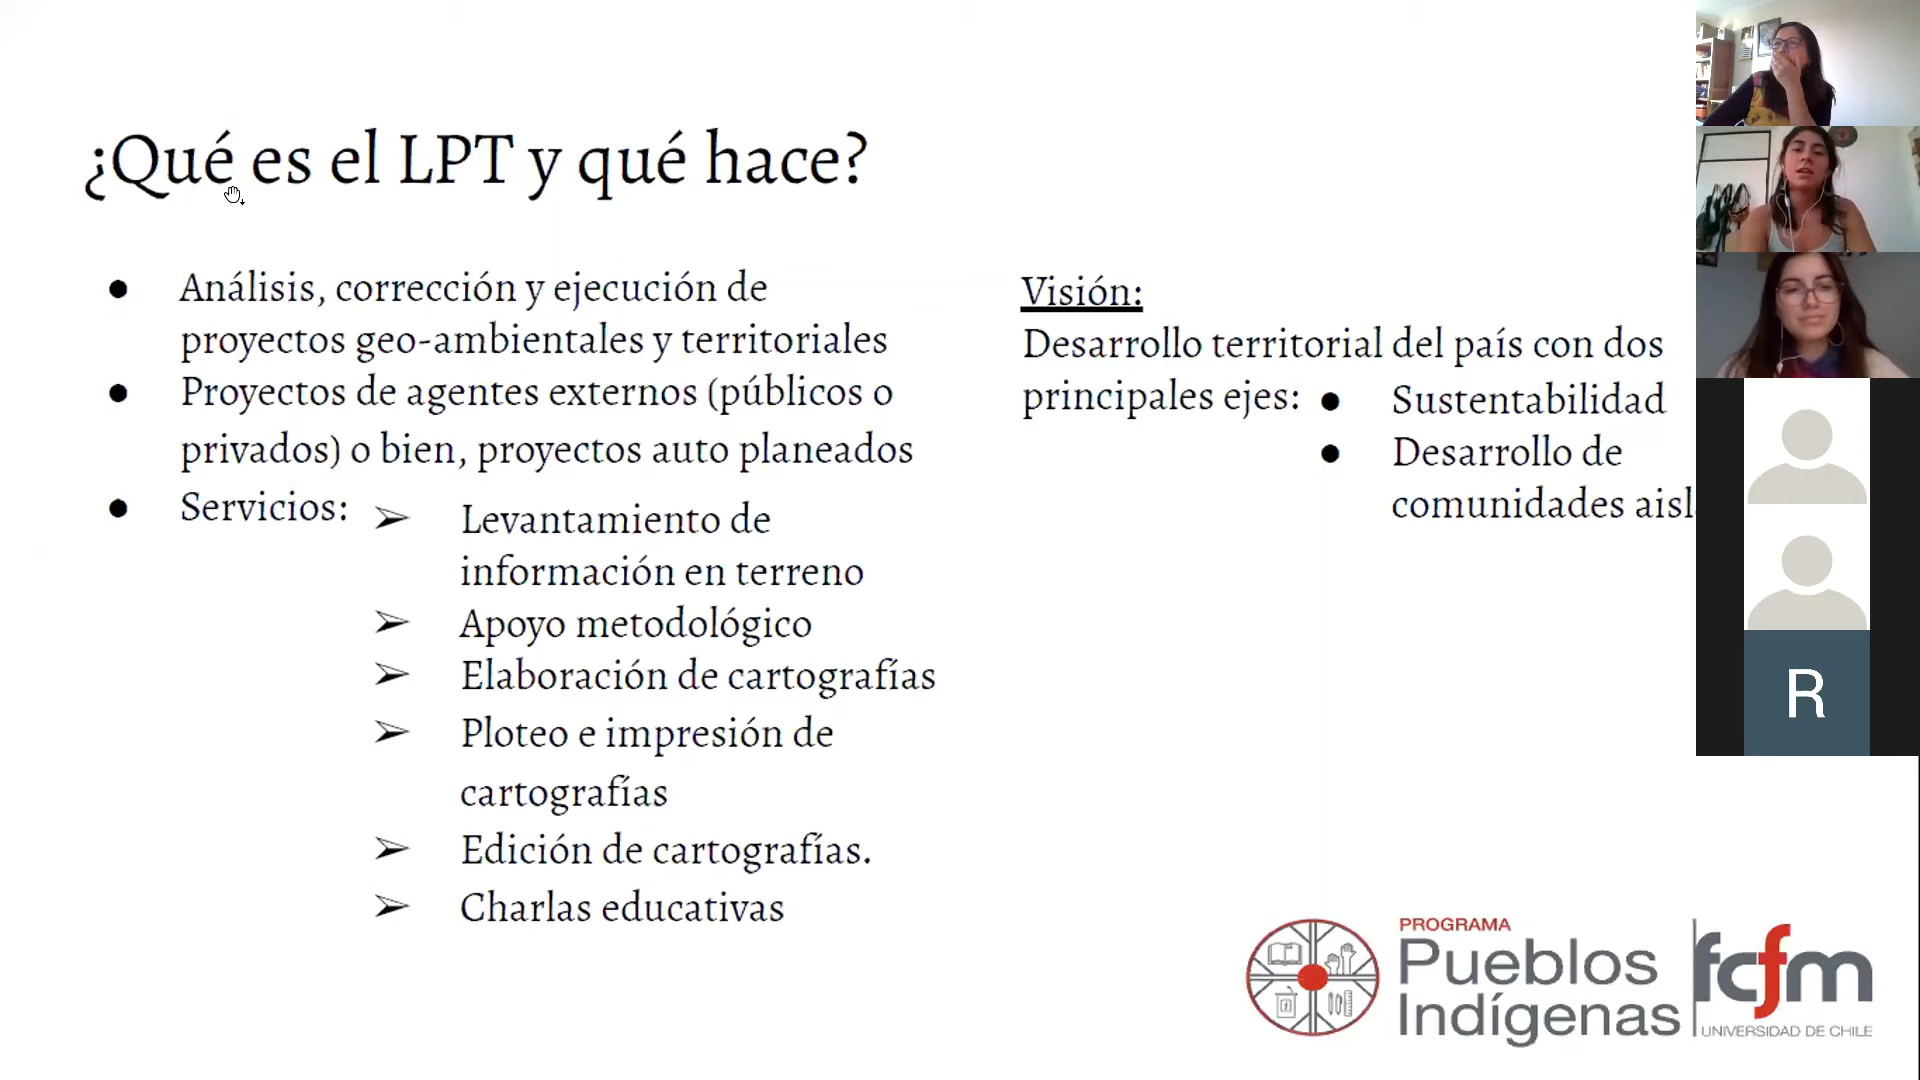 ¿Qué es el LPT y qué hace?
● Análisis, corrección y ejecución de
proyectos geo-ambientales y territoriales
● Proyectos de agentes externos (públicos o
privados) o bien, proyectos auto planeados
● Servicios:
➢ Levantamiento de
información en terreno
➢ Apoyo metodológico
➢ Elaboración de cartografías
➢ Ploteo e impresión de
cartografías
➢ Edición de cartografías.
➢ Charlas educativas
Visión:
Desarrollo territorial del país con dos
principales ejes:
● Sustentabilidad
● Desarrollo de
comunidades
R
PROGRAMA
Pueblos
Indígenas
fcfm
UNIVERSIDAD DE CHILE